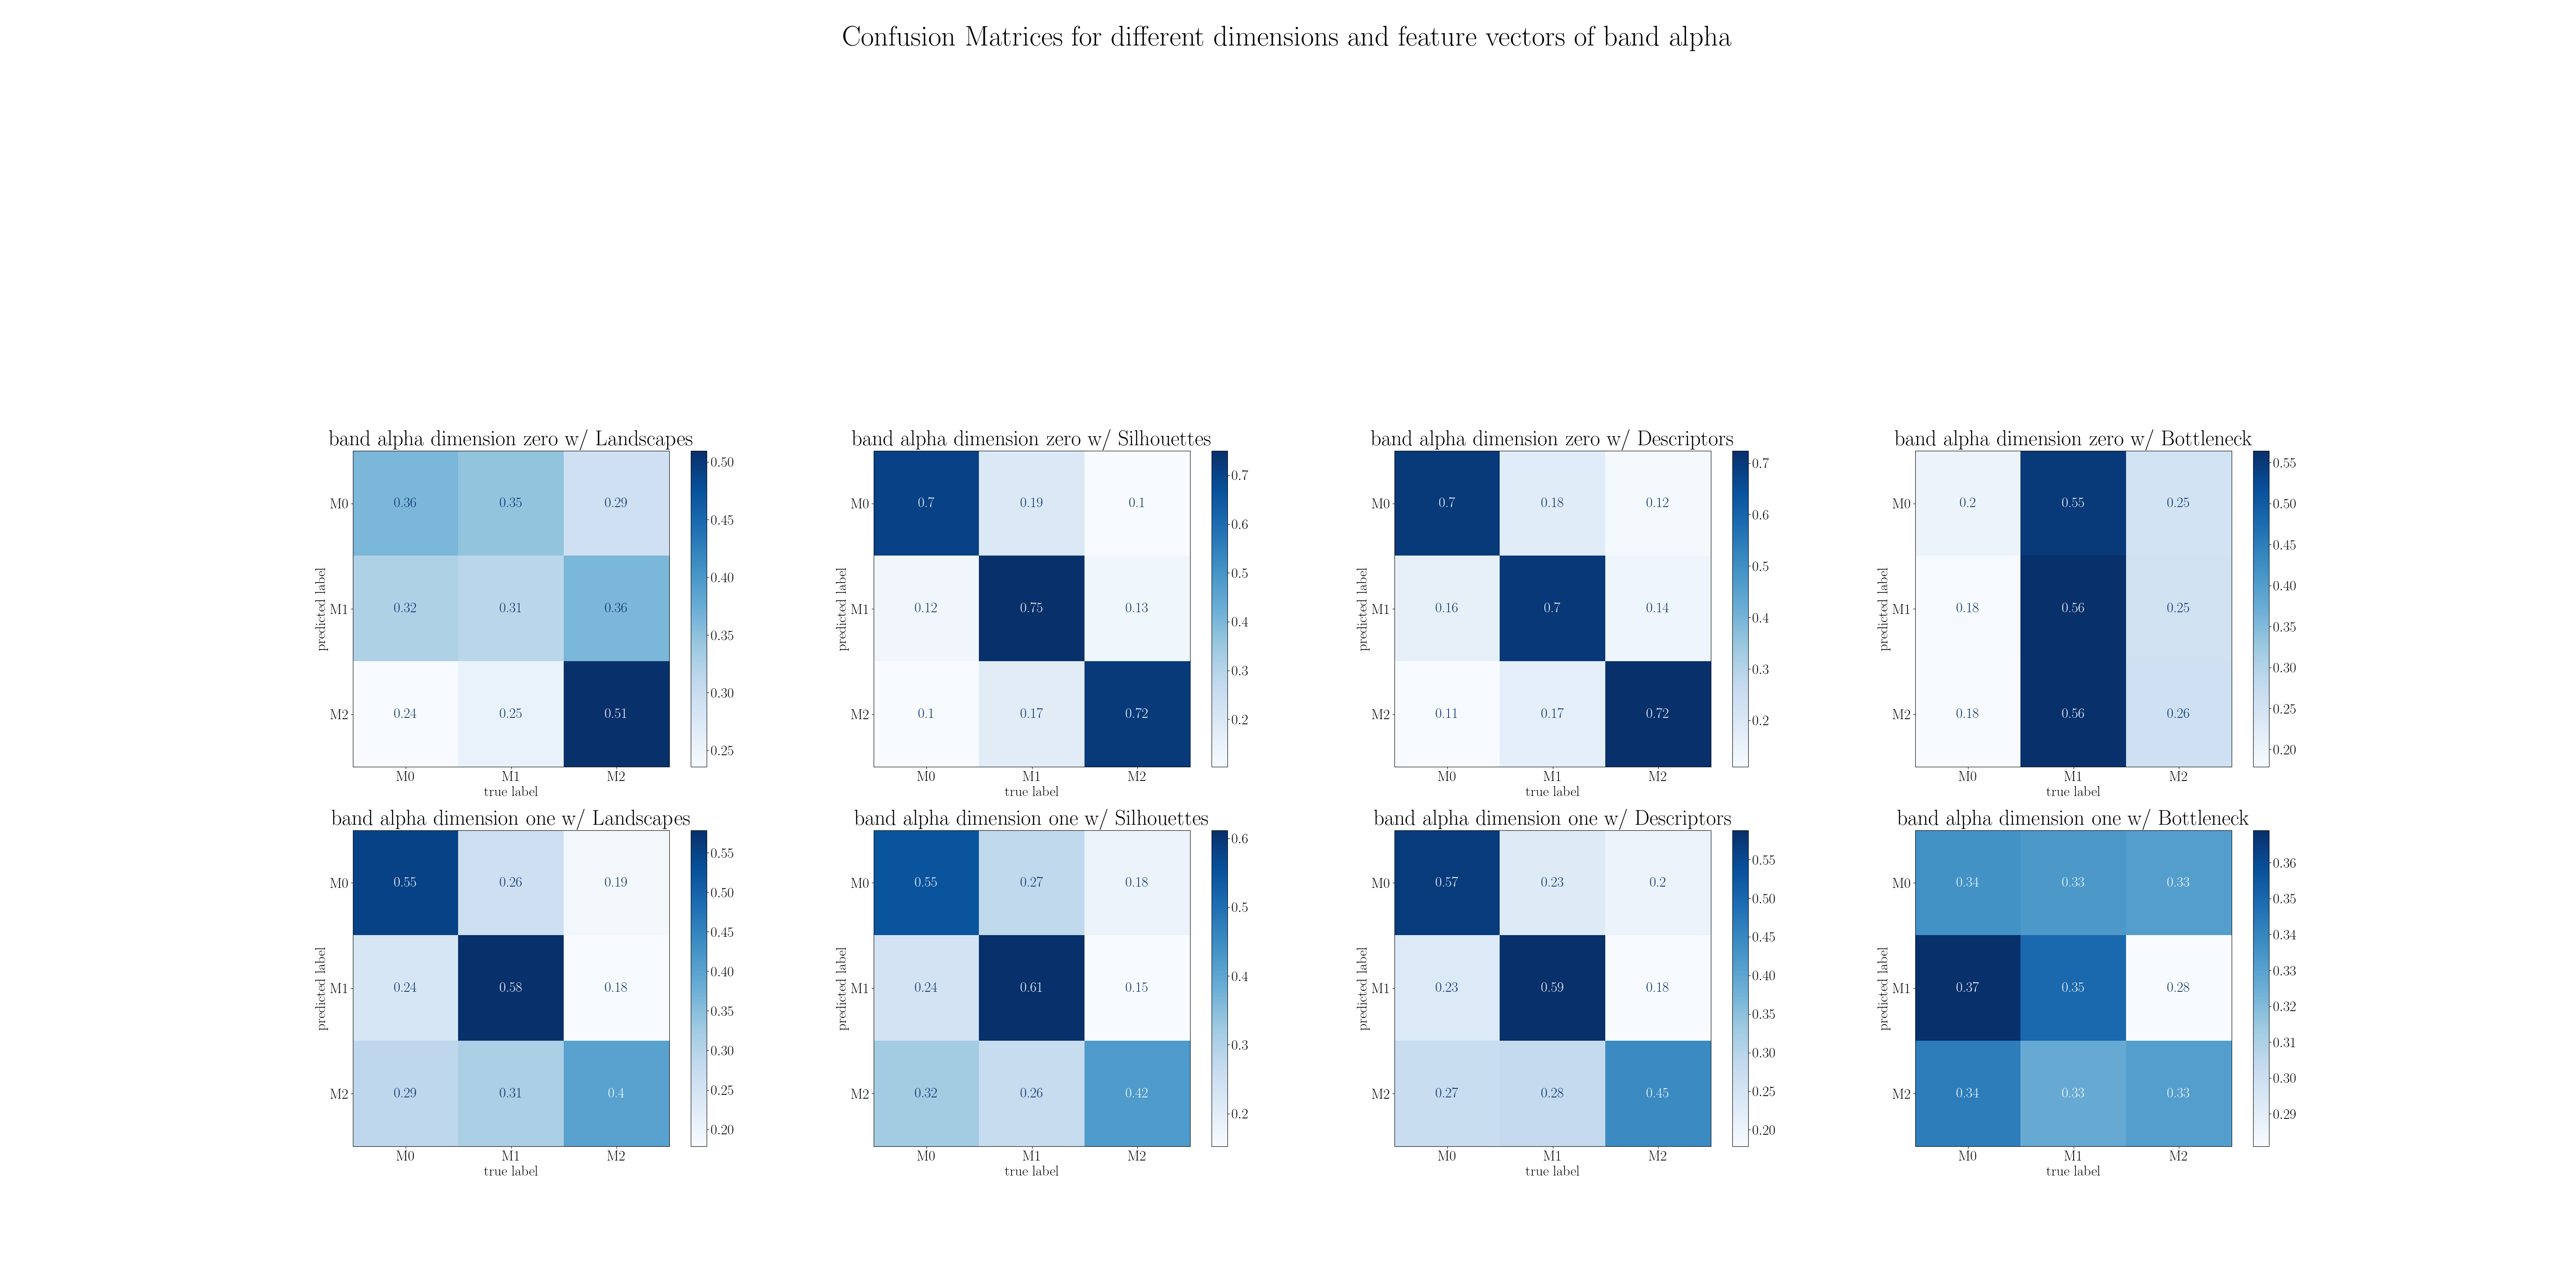 Confusion Matrices for different dimensions and feature vectors of band alpha
band alpha dimension zero w/ Landscapes
predicted label
M0 0.36 0.35 0.29
M1 0.32 0.31 0.36
M2 0.24 0.25 0.51
M0 M1 M2
true label
0.50
0.45
0.40
0.35
0.30
0.25
band alpha dimension zero w/ Silhouettes
predicted label
M0 0.7 0.19 0.1
M1 0.12 0.75 0.13
M2 0.1 0.17 0.72
M0 M1 M2
true label
0.7
0.6
0.5
0.4
0.3
0.2
band alpha dimension zero w/ Descriptors
predicted label
M0 0.7 0.18 0.12
M1 0.16 0.7 0.14
M2 0.11 0.17 0.72
M0 M1 M2
true label
0.7
0.6
0.5
0.4
0.3
0.2
band alpha dimension zero w/ Bottleneck
predicted label
M0 0.2 0.55 0.25
M1 0.18 0.56 0.25
M2 0.18 0.56 0.26
M0 M1 M2
true label
0.55
0.50
0.45
0.40
0.35
0.30
0.25
0.20
band alpha dimension one w/ Landscapes
predicted label
M0 0.55 0.26 0.19
M1 0.24 0.58 0.18
M2 0.29 0.31 0.4
M0 M1 M2
true label
0.55
0.50
0.45
0.40
0.35
0.30
0.25
0.20
band alpha dimension one w/ Silhouettes
predicted label
M0 0.55 0.27 0.18
M1 0.24 0.61 0.15
M2 0.32 0.26 0.42
M0 M1 M2
true label
0.6
0.5
0.4
0.3
0.2
band alpha dimension one w/ Descriptors
predicted label
M0 0.57 0.23 0.2
M1 0.23 0.59 0.18
M2 0.27 0.28 0.45
M0 M1 M2
true label
0.55
0.50
0.45
0.40
0.35
0.30
0.25
0.20
band alpha dimension one w/ Bottleneck
predicted label
M0 0.34 0.33 0.33
M1 0.37 0.35 0.28
M2 0.34 0.33 0.33
M0 M1 M2
true label
0.36
0.35
0.34
0.33
0.32
0.31
0.30
0.29